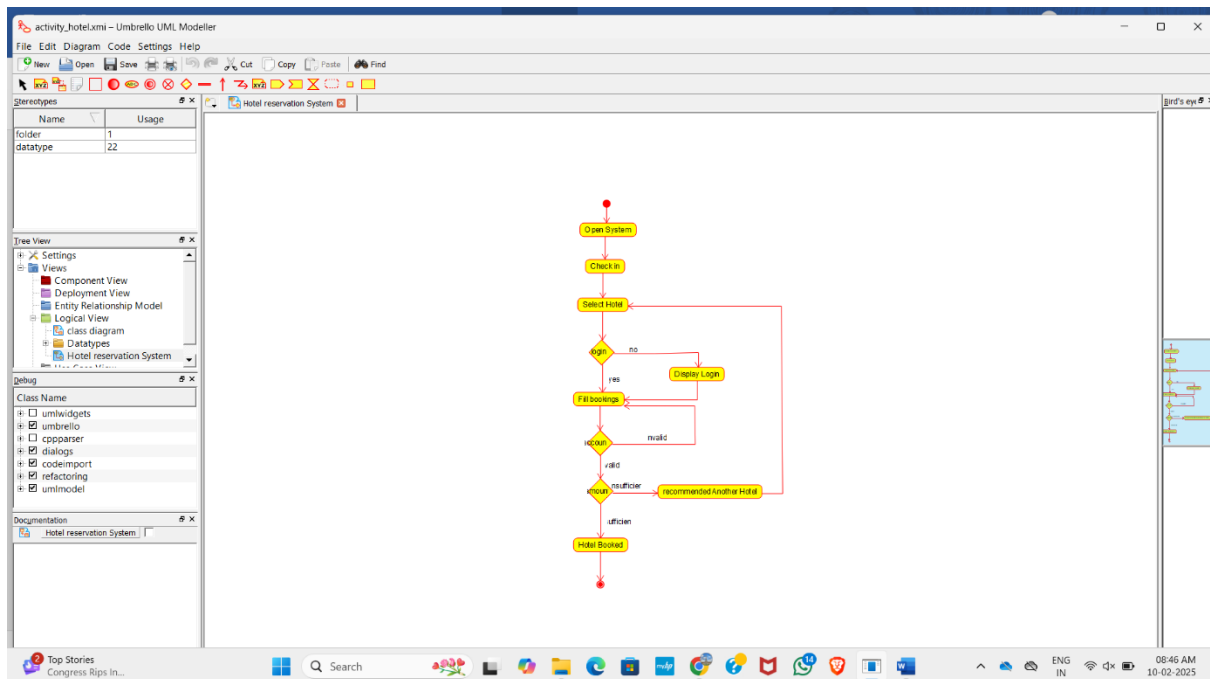 activity_hotel.xmi – Umbrello UML Modeller
File Edit Diagram Code Settings Help
New Open Save Cut Copy Paste Find
Stereotypes
Name Usage
folder 1
datatype 22
Hotel reservation System
Bird's eye
Tree View
Settings
Views
Component View
Deployment View
Entity Relationship Model
Logical View
class diagram
Datatypes
Hotel reservation System
Debug
Class Name
umlwidgets
umbrello
cppparser
dialogs
codeimport
refactoring
umlmodel
Documentation
Hotel reservation System
Open System
Check in
Select Hotel
login
no
Display Login
yes
Fill bookings
accoun
nvalid
valid
amoun
nsufficier
recommended Another Hotel
ufficien
Hotel Booked
2
Top Stories
Congress Rips In...
Search
14
ENG
IN
08:46 AM
10-02-2025